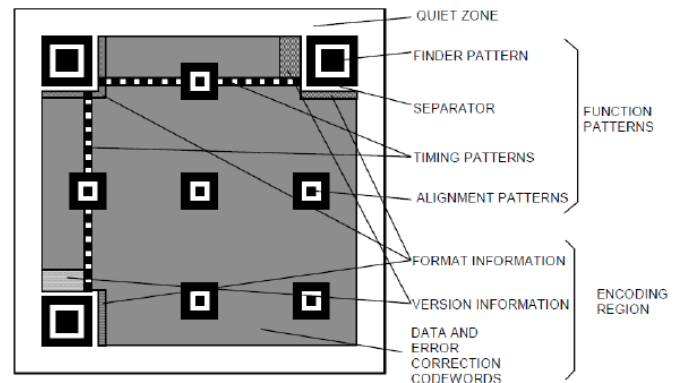 QUIET ZONE
FINDER PATTERN
SEPARATOR
FUNCTION
PATTERNS
TIMING PATTERNS
ALIGNMENT PATTERNS
FORMAT INFORMATION
VERSION INFORMATION
ENCODING
REGION
DATA AND
ERROR
CORRECTION
CODEWORDS